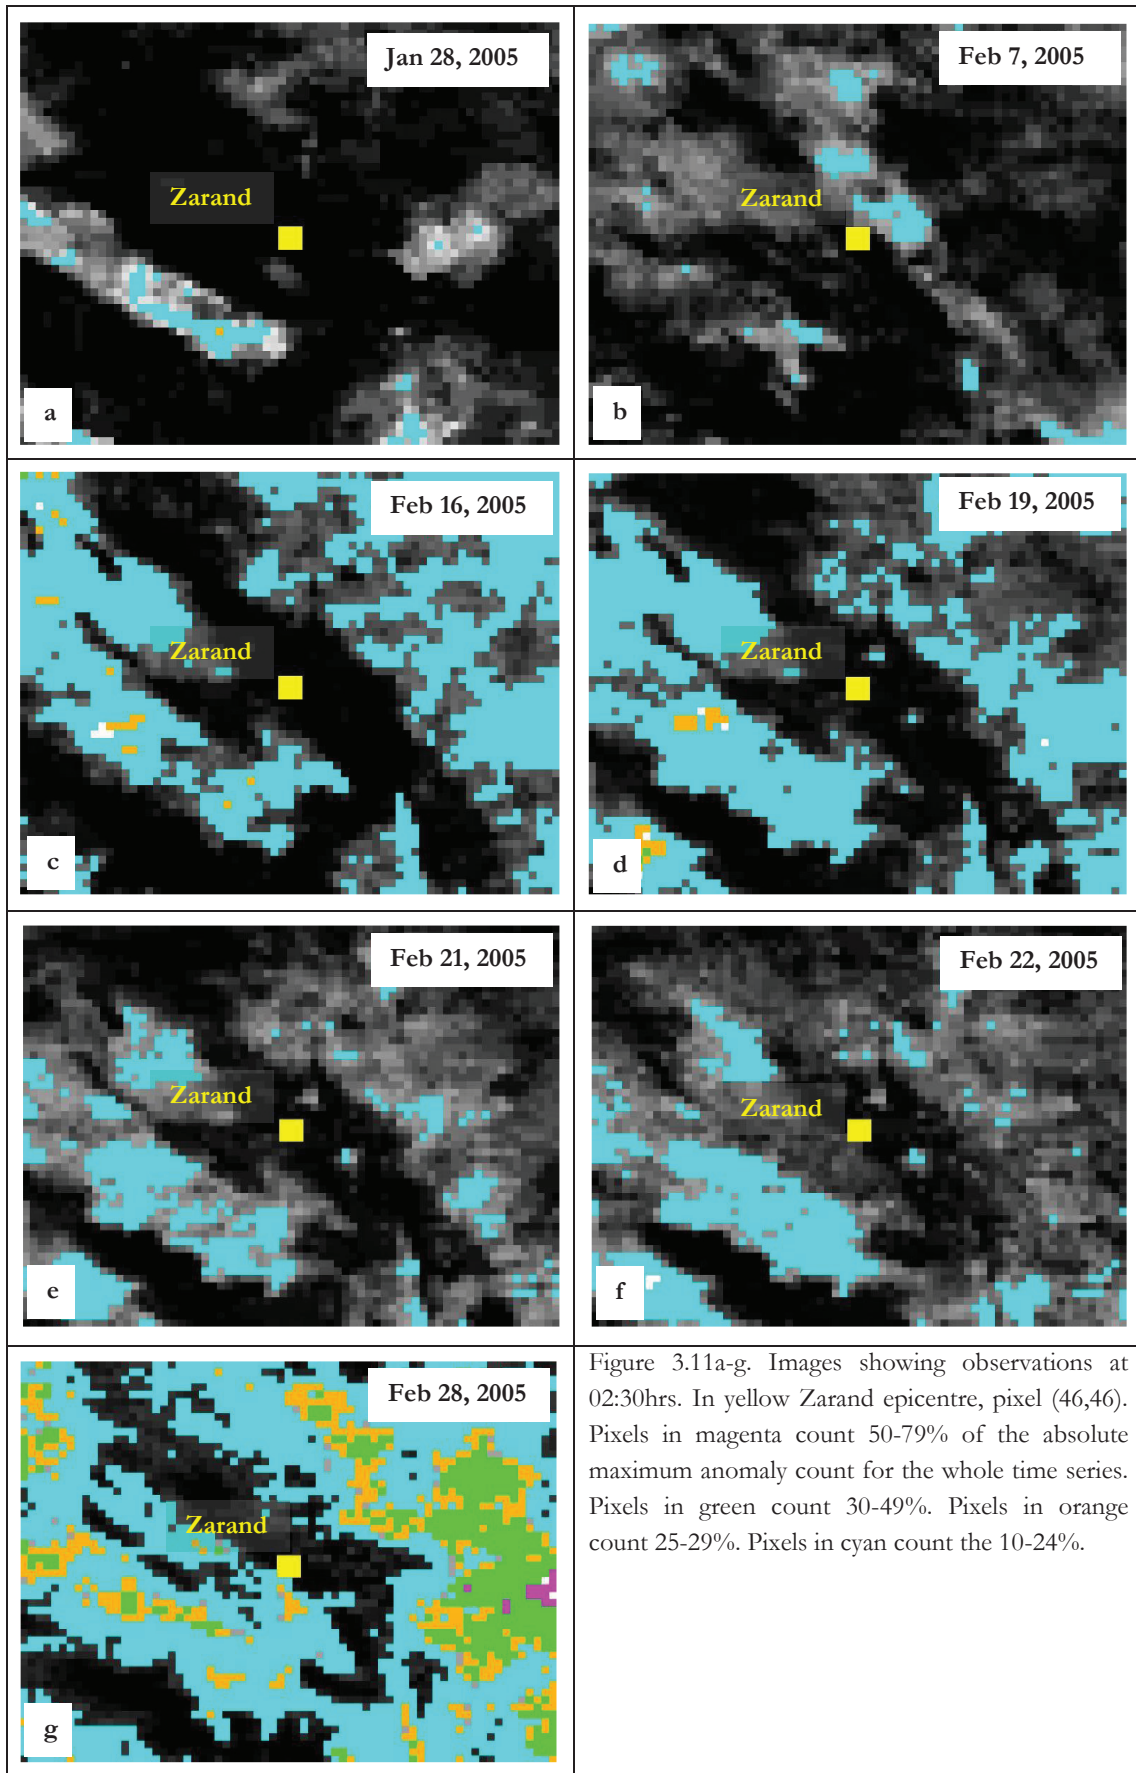 Jan 28, 2005
Zarand
a
Feb 7, 2005
Zarand
b
Feb 16, 2005
Zarand
c
Feb 19, 2005
Zarand
d
Feb 21, 2005
Zarand
e
Feb 22, 2005
Zarand
f
Feb 28, 2005
Zarand
g
Figure 3.11a-g. Images showing observations at
02:30hrs. In yellow Zarand epicentre, pixel (46,46).
Pixels in magenta count 50-79% of the absolute
maximum anomaly count for the whole time series.
Pixels in green count 30-49%. Pixels in orange
count 25-29%. Pixels in cyan count the 10-24%.